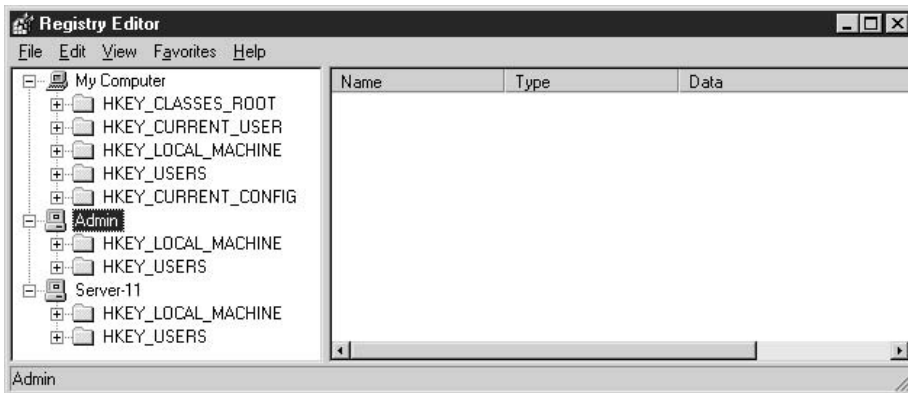 Registry Editor
File Edit View Favorites Help
My Computer
HKEY_CLASSES_ROOT
HKEY_CURRENT_USER
HKEY_LOCAL_MACHINE
HKEY_USERS
HKEY_CURRENT_CONFIG
Admin
HKEY_LOCAL_MACHINE
HKEY_USERS
Server-11
HKEY_LOCAL_MACHINE
HKEY_USERS
Name Type Data
Admin